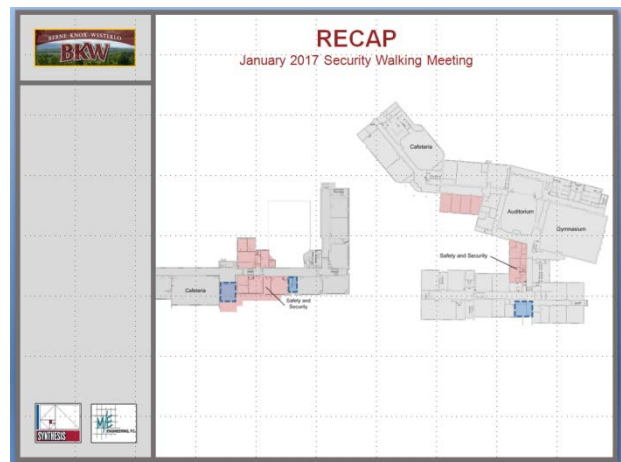 BERNE-KNOX-WESTERLO
BKW
RECAP
January 2017 Security Walking Meeting
Cafeteria
Auditorium
Gymnasium
Safety and Security
Cafeteria
Safety and
Security
SYNTHESIS
M/E
ENGINEERING, P.C.